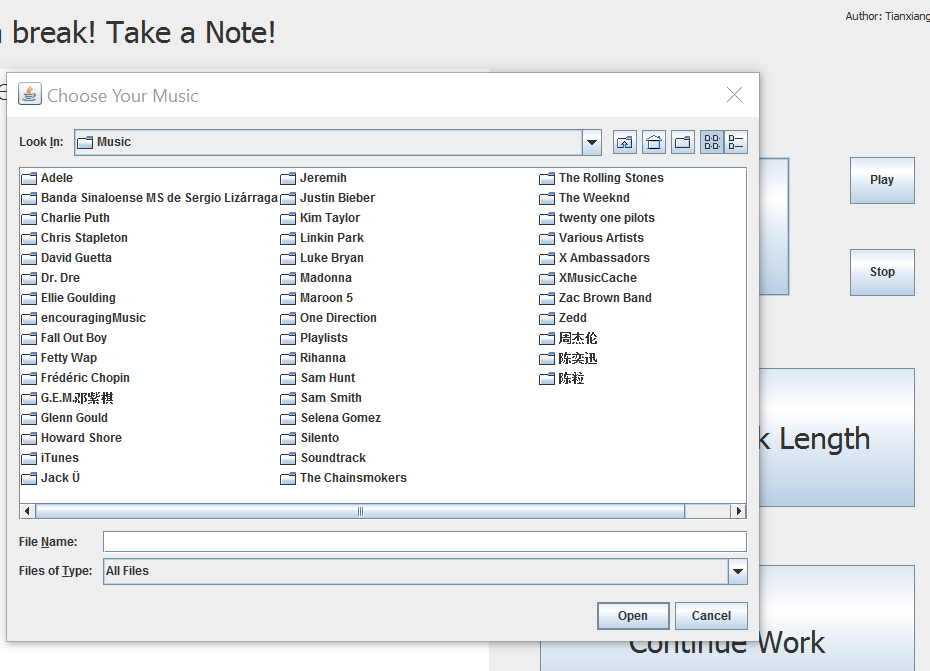 break! Take a Note!
Author: Tianxiang
Choose Your Music
Look In:
Music
Adele
Banda Sinaloense MS de Sergio Lizárraga
Charlie Puth
Chris Stapleton
David Guetta
Dr. Dre
Ellie Goulding
encouragingMusic
Fall Out Boy
Fetty Wap
Frédéric Chopin
G.E.M.邓紫棋
Glenn Gould
Howard Shore
iTunes
Jack Ü
Jeremih
Justin Bieber
Kim Taylor
Linkin Park
Luke Bryan
Madonna
Maroon 5
One Direction
Playlists
Rihanna
Sam Hunt
Sam Smith
Selena Gomez
Silento
Soundtrack
The Chainsmokers
The Rolling Stones
The Weeknd
twenty one pilots
Various Artists
X Ambassadors
XMusicCache
Zac Brown Band
Zedd
周杰伦
陈奕迅
陈粒
File Name:
Files of Type:
All Files
Open
Cancel
Play
Stop
k Length
Continue Work